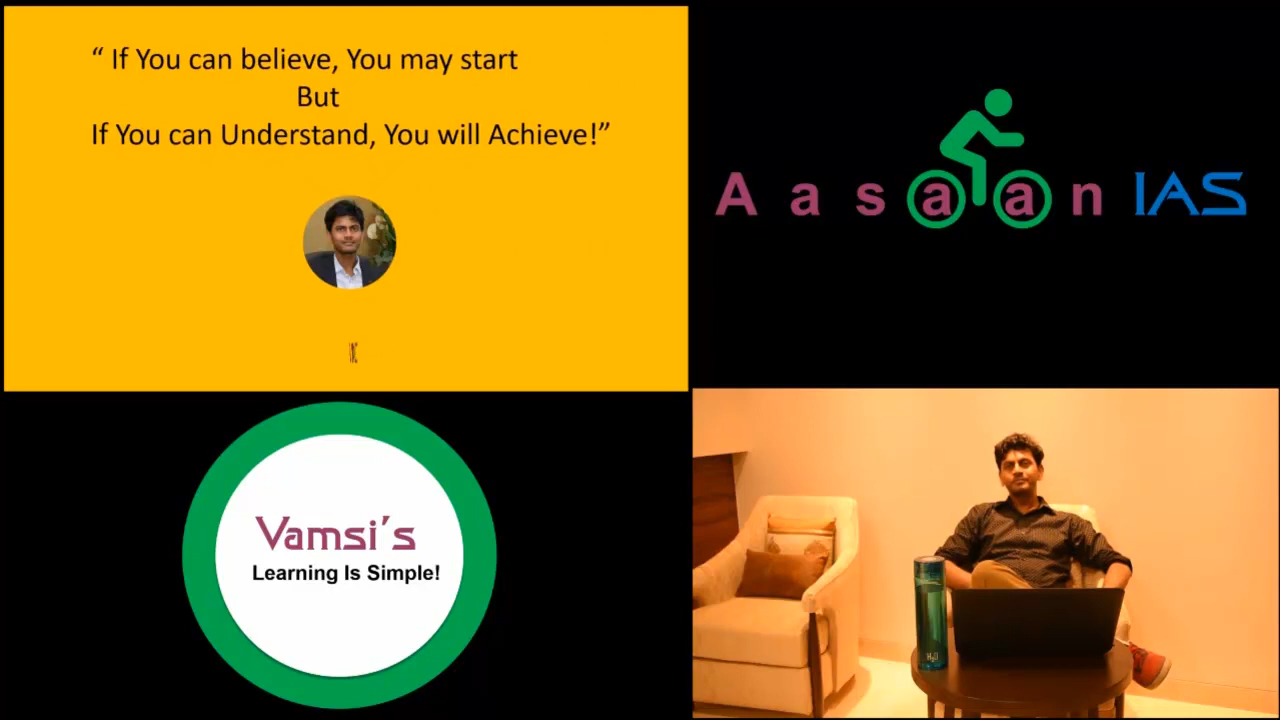 “ If You can believe, You may start
But
If You can Understand, You will Achieve!”
A a s a a n IAS
Vamsi's
Learning Is Simple!
H2O